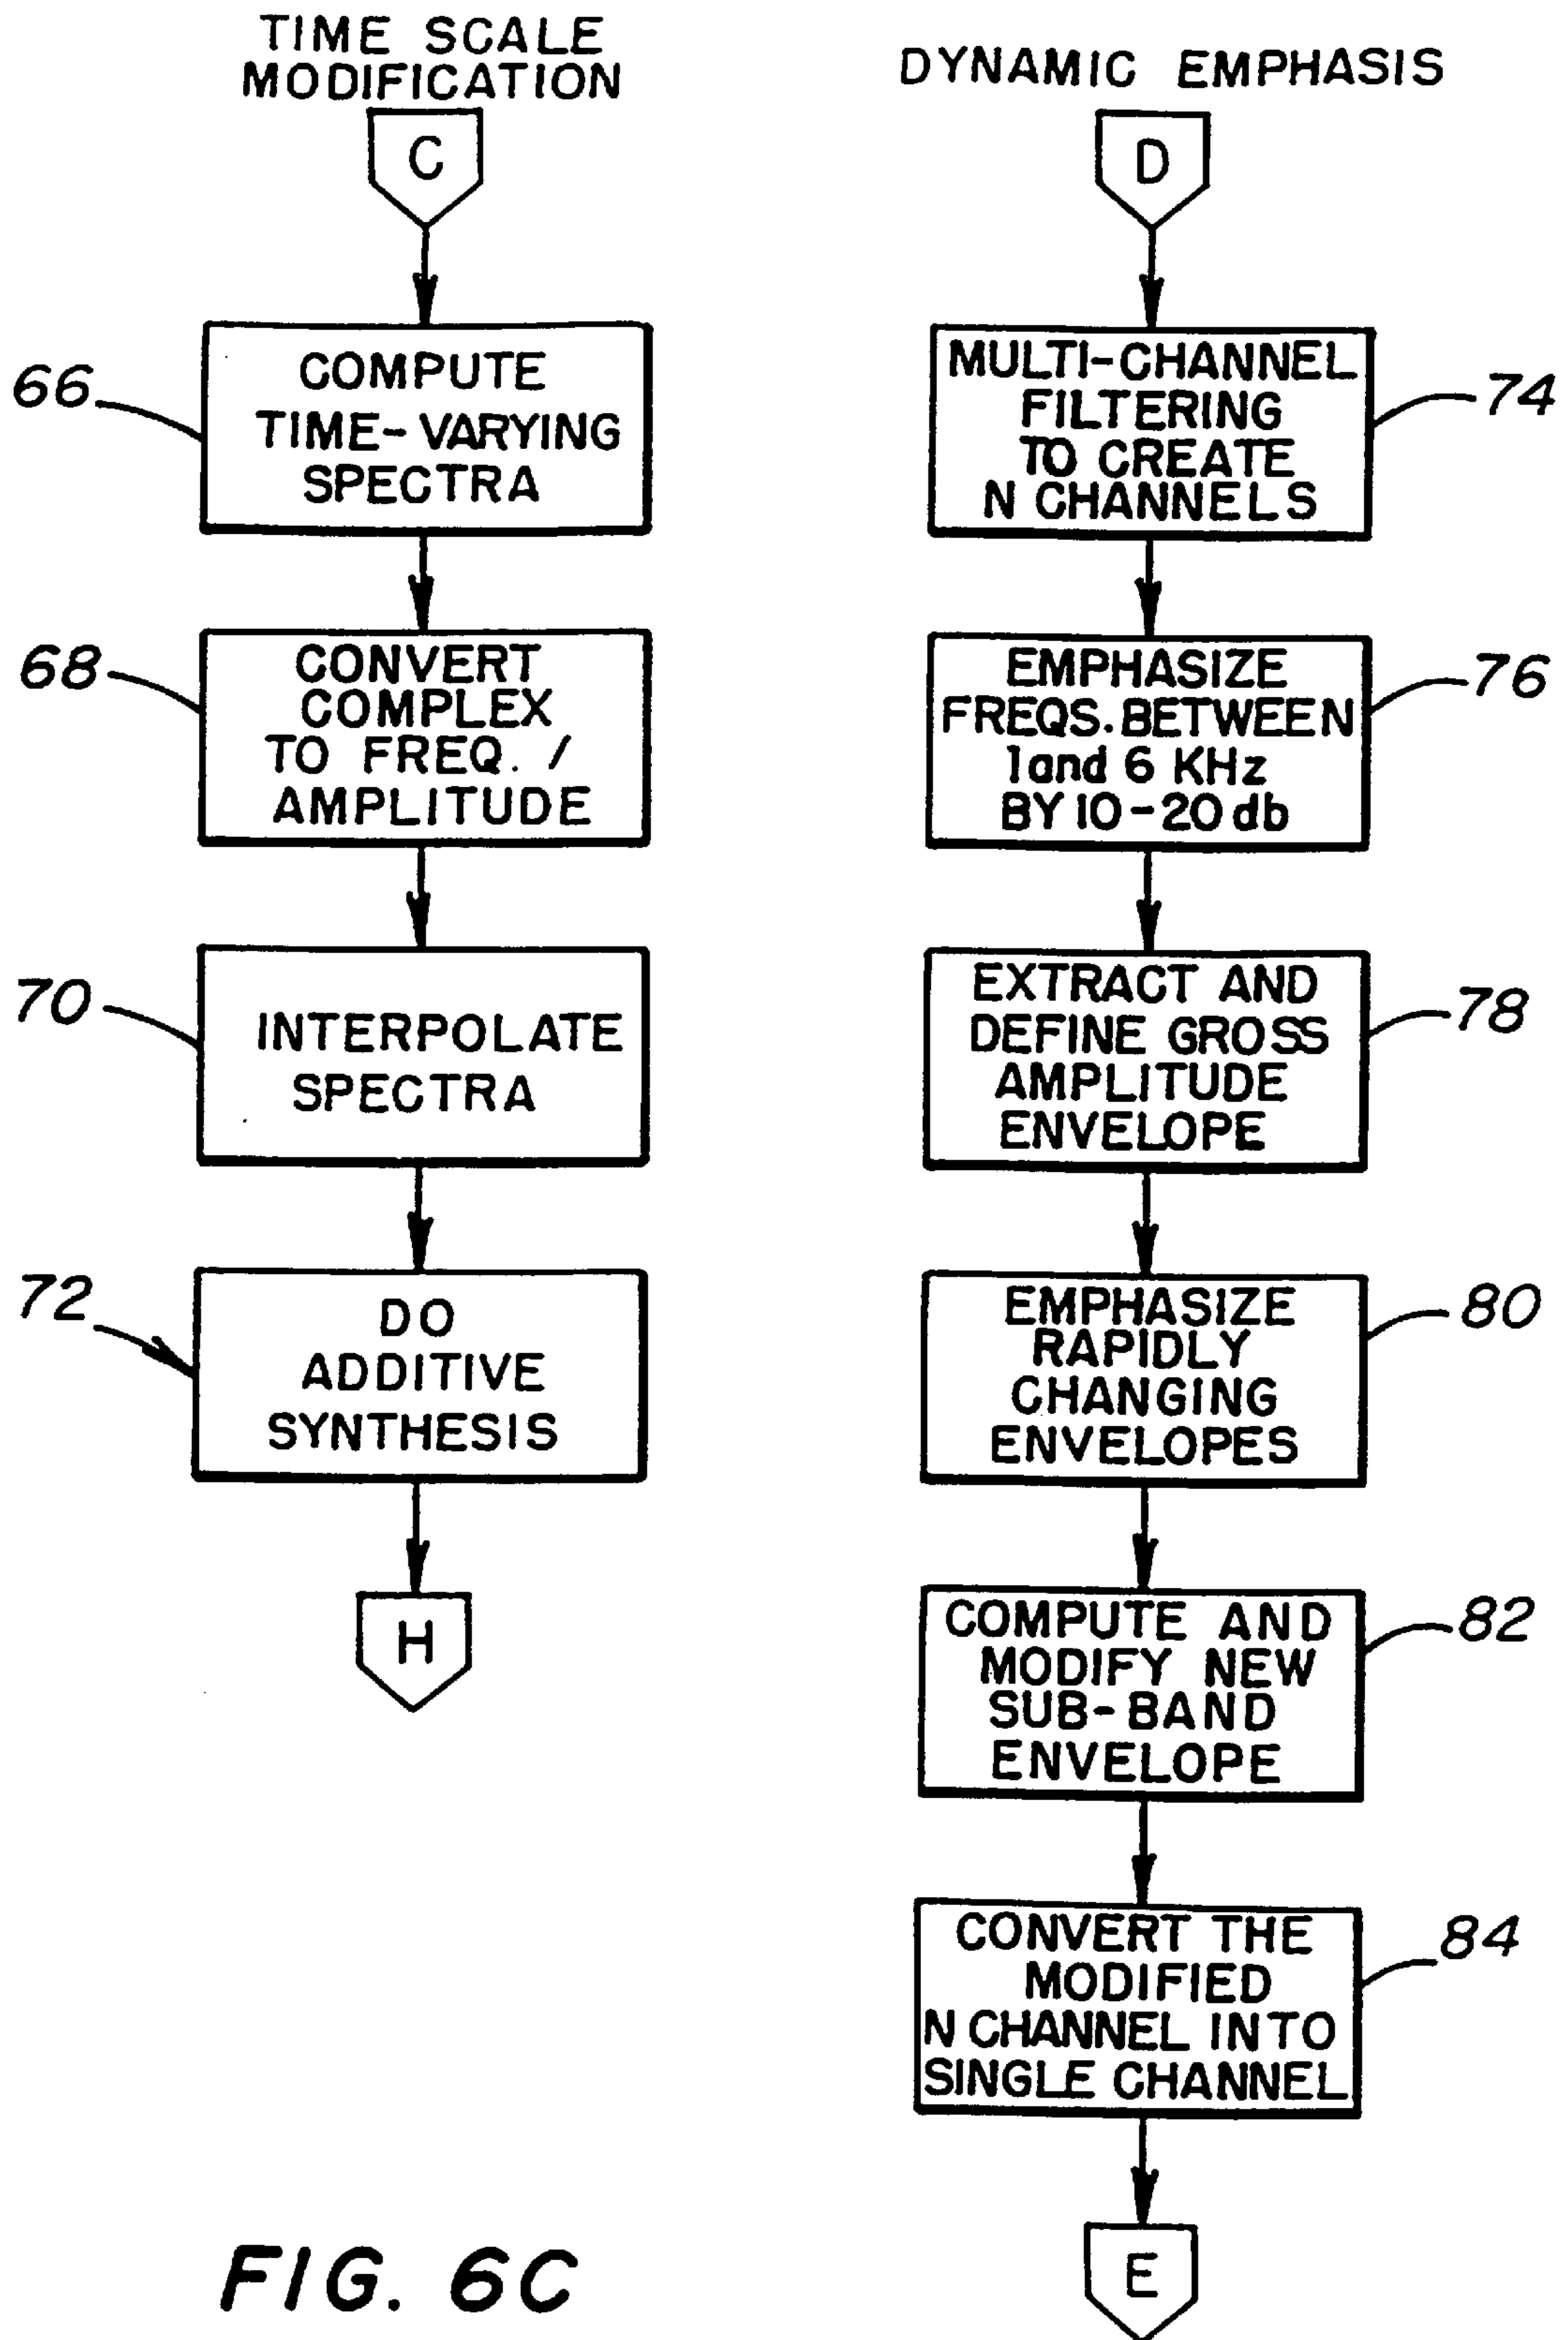 TIME SCALE
MODIFICATION
C
66
COMPUTE
TIME-VARYING
SPECTRA
68
CONVERT
COMPLEX
TO FREQ. /
AMPLITUDE
70
INTERPOLATE
SPECTRA
72
DO
ADDITIVE
SYNTHESIS
H
DYNAMIC EMPHASIS
D
MULTI-CHANNEL
FILTERING
TO CREATE
N CHANNELS
74
EMPHASIZE
FREQS. BETWEEN
1 and 6 KHz
BY 10-20 db
76
EXTRACT AND
DEFINE GROSS
AMPLITUDE
ENVELOPE
78
EMPHASIZE
RAPIDLY
CHANGING
ENVELOPES
80
COMPUTE AND
MODIFY NEW
SUB-BAND
ENVELOPE
82
CONVERT THE
MODIFIED
N CHANNEL INTO
SINGLE CHANNEL
84
E
FIG. 6C